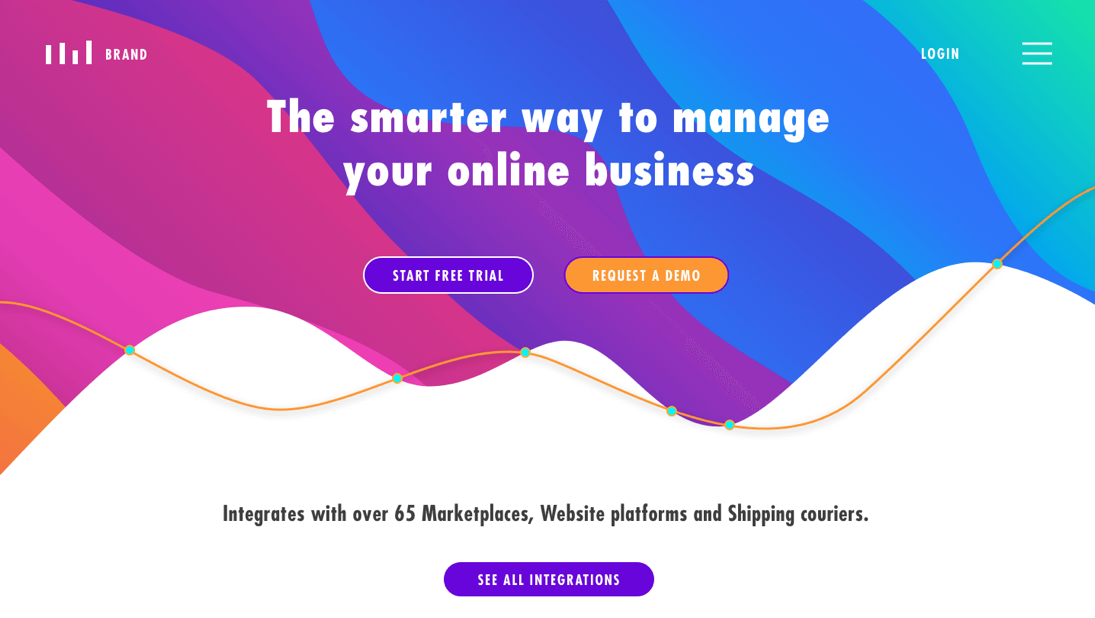 BRAND
LOGIN
The smarter way to manage
your online business
START FREE TRIAL
REQUEST A DEMO
Integrates with over 65 Marketplaces, Website platforms and Shipping couriers.
SEE ALL INTEGRATIONS